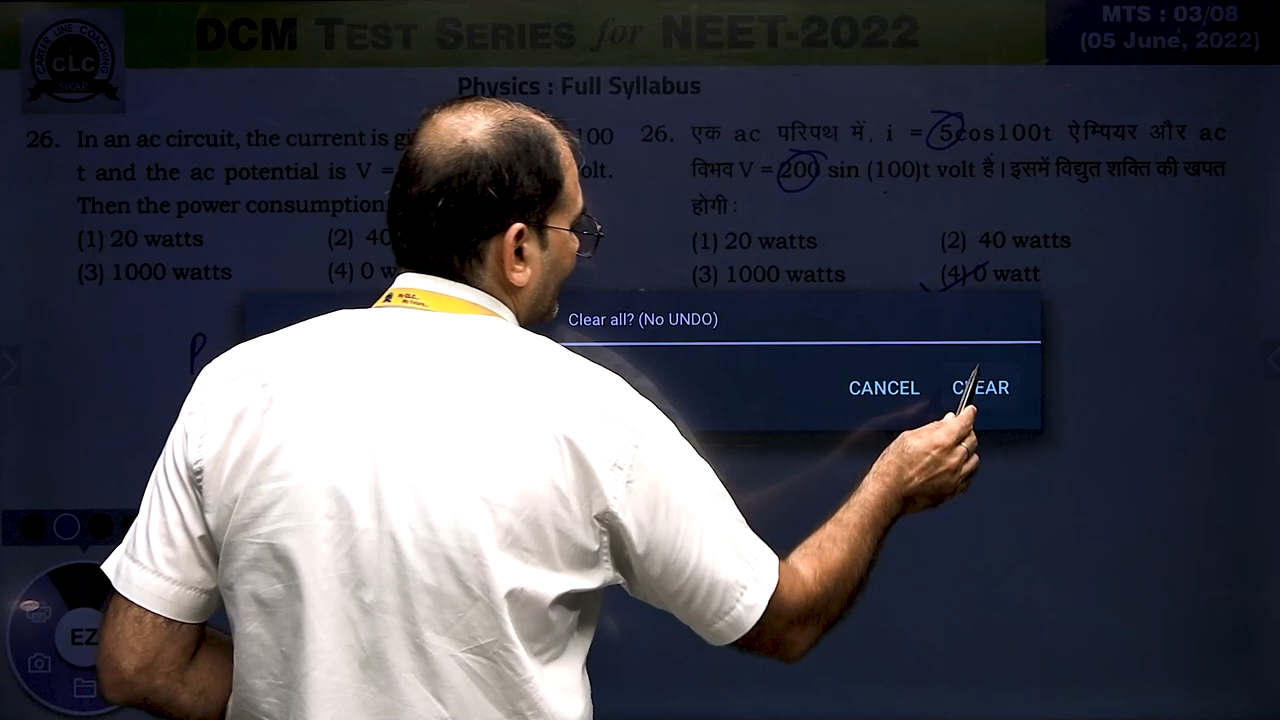 DCM TEST SERIES for NEET-2022
MTS : 03/08
(05 June, 2022)
CAREER LINE COACHING
CLC
SIKAR
Physics : Full Syllabus
26. In an ac circuit, the current is 100
t and the ac potential is V = olt.
Then the power consumption
(1) 20 watts (2) 40
(3) 1000 watts (4) 0 w
26. एक ac परिपथ में, i = 5cos100t ऐम्पियर और ac
विभव V = 200 sin (100)t volt है। इसमें विद्युत शक्ति की खपत
होगी :
(1) 20 watts (2) 40 watts
(3) 1000 watts (4) 0 watt
P
Clear all? (No UNDO)
CANCEL CLEAR
EZ